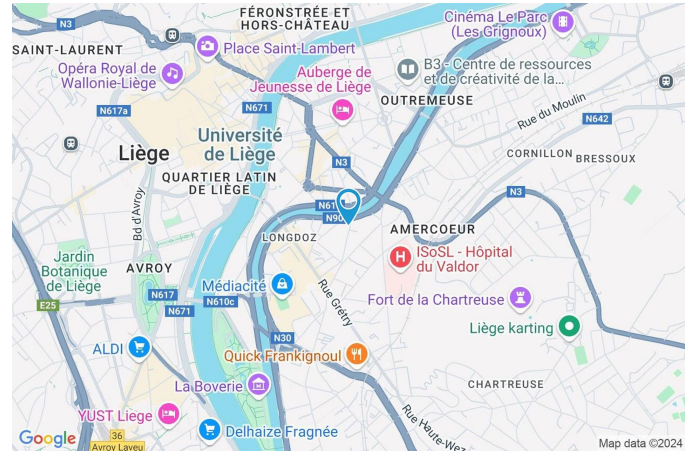 FÉRONSTRÉE ET
HORS-CHÂTEAU
Cinéma Le Parc
(Les Grignoux)
N3
SAINT-LAURENT
Place Saint-Lambert
Opéra Royal de
Wallonie-Liège
Auberge de
Jeunesse de Liège
B3 - Centre de ressources
et de créativité de la...
OUTREMEUSE
N671
N617a
Rue du Moulin
N642
Université
de Liège
Liège
N3
CORNILLON
BRESSOUX
QUARTIER LATIN
DE LIÈGE
Bd d'Avroy
N61
N90
N3
AMERCOEUR
LONGDOZ
ISoSL - Hôpital
du Valdor
Jardin
Botanique
de Liège
AVROY
Médiacité
Rue Grétry
Fort de la Chartreuse
E25
N617
N610c
N671
Liège karting
N30
ALDI
Quick Frankignoul
La Boverie
CHARTREUSE
YUST Liege
Rue Haute-Wez
Delhaize Fragnée
36
Avroy Laveu
Google
Map data ©2024